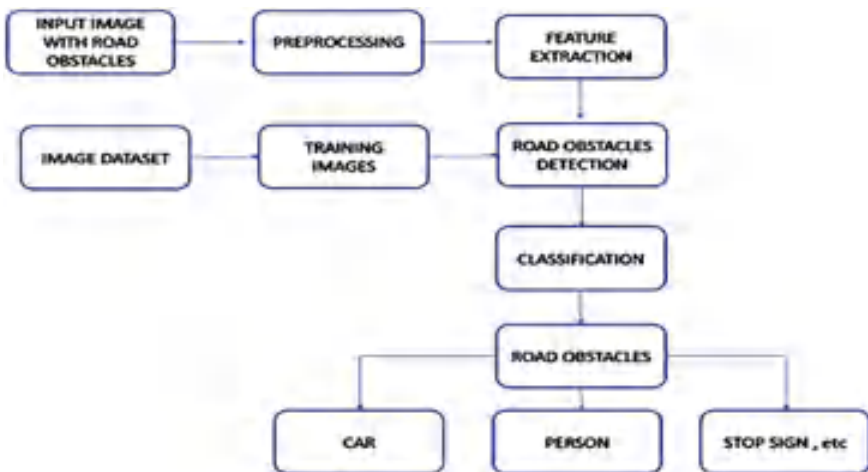 INPUT IMAGE
WITH ROAD
OBSTACLES
PREPROCESSING
FEATURE
EXTRACTION
IMAGE DATASET
TRAINING
IMAGES
ROAD OBSTACLES
DETECTION
CLASSIFICATION
ROAD OBSTACLES
CAR
PERSON
STOP SIGN , etc